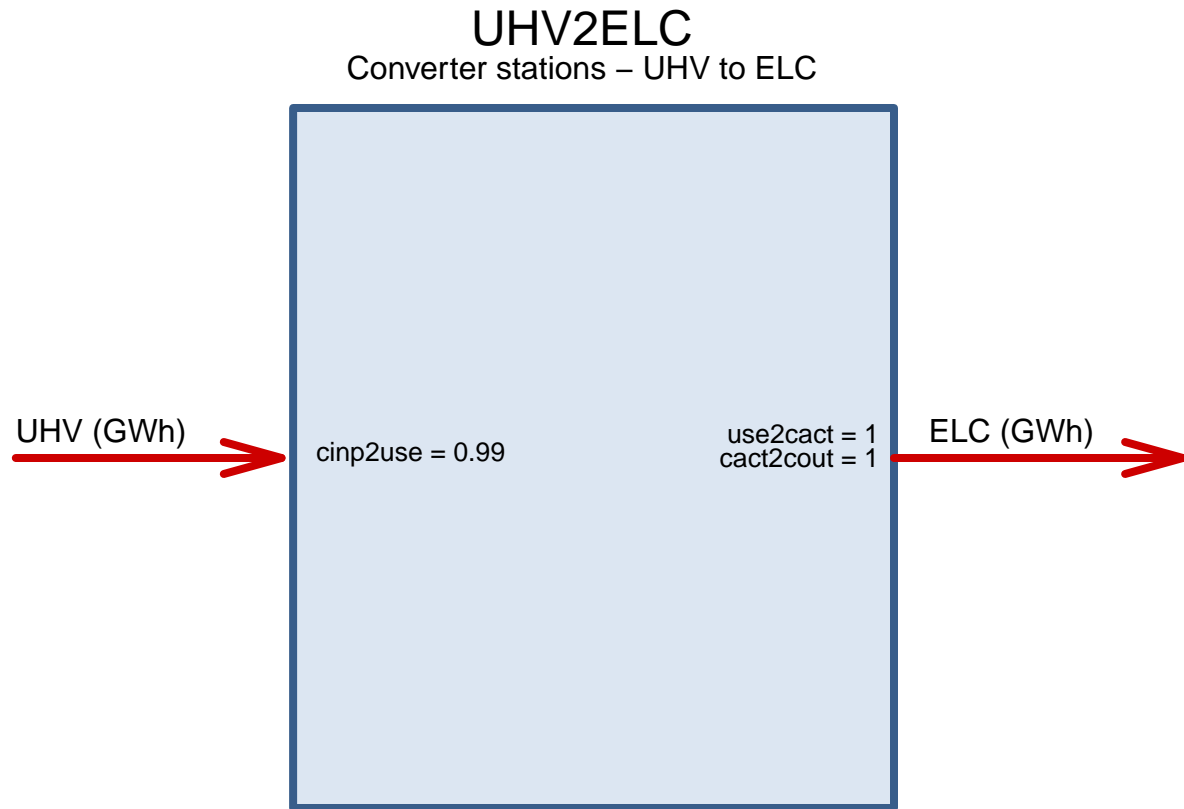 UHV2ELC
Converter stations – UHV to ELC
UHV (GWh)
cinp2use = 0.99
use2cact = 1
cact2cout = 1
ELC (GWh)